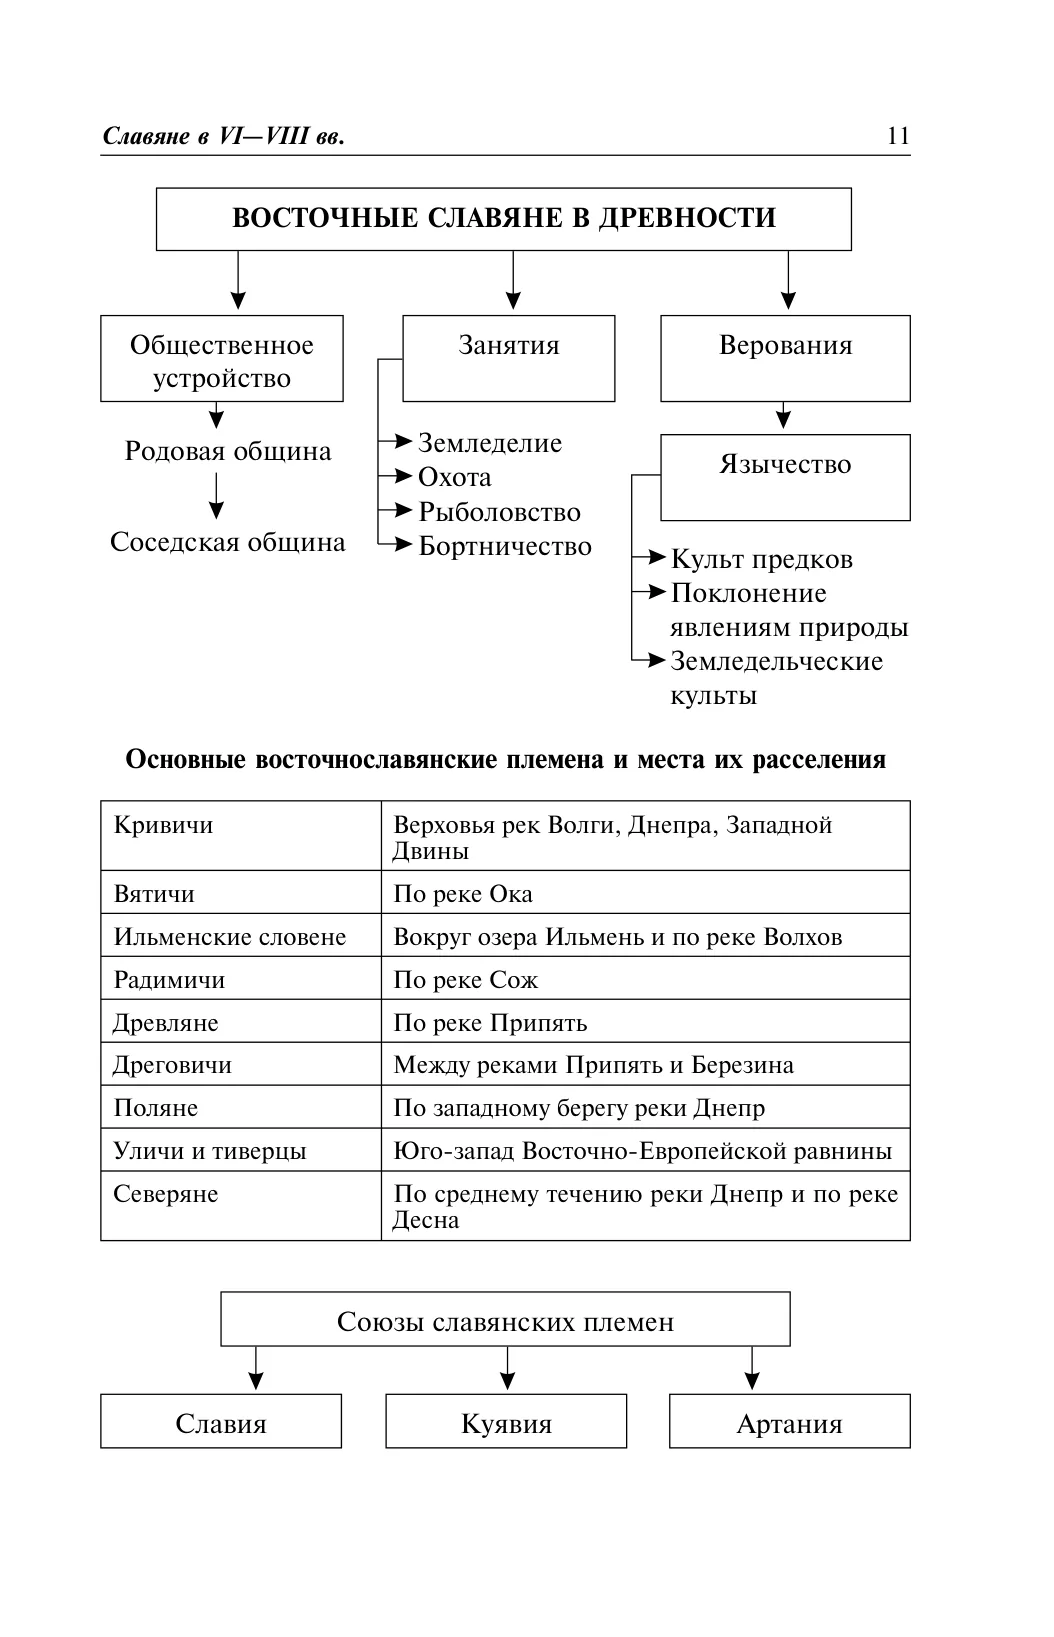 Славяне в VI—VIII вв. 11
ВОСТОЧНЫЕ СЛАВЯНЕ В ДРЕВНОСТИ
Общественное
устройство
Родовая община
Соседская община
Занятия
Земледелие
Охота
Рыболовство
Бортничество
Верования
Язычество
Культ предков
Поклонение
явлениям природы
Земледельческие
культы
Основные восточнославянские племена и места их расселения
Кривичи
Верховья рек Волги, Днепра, Западной
Двины
Вятичи
По реке Ока
Ильменские словене
Вокруг озера Ильмень и по реке Волхов
Радимичи
По реке Сож
Древляне
По реке Припять
Дреговичи
Между реками Припять и Березина
Поляне
По западному берегу реки Днепр
Уличи и тиверцы
Юго-запад Восточно-Европейской равнины
Северяне
По среднему течению реки Днепр и по реке
Десна
Союзы славянских племен
Славия
Куявия
Артания